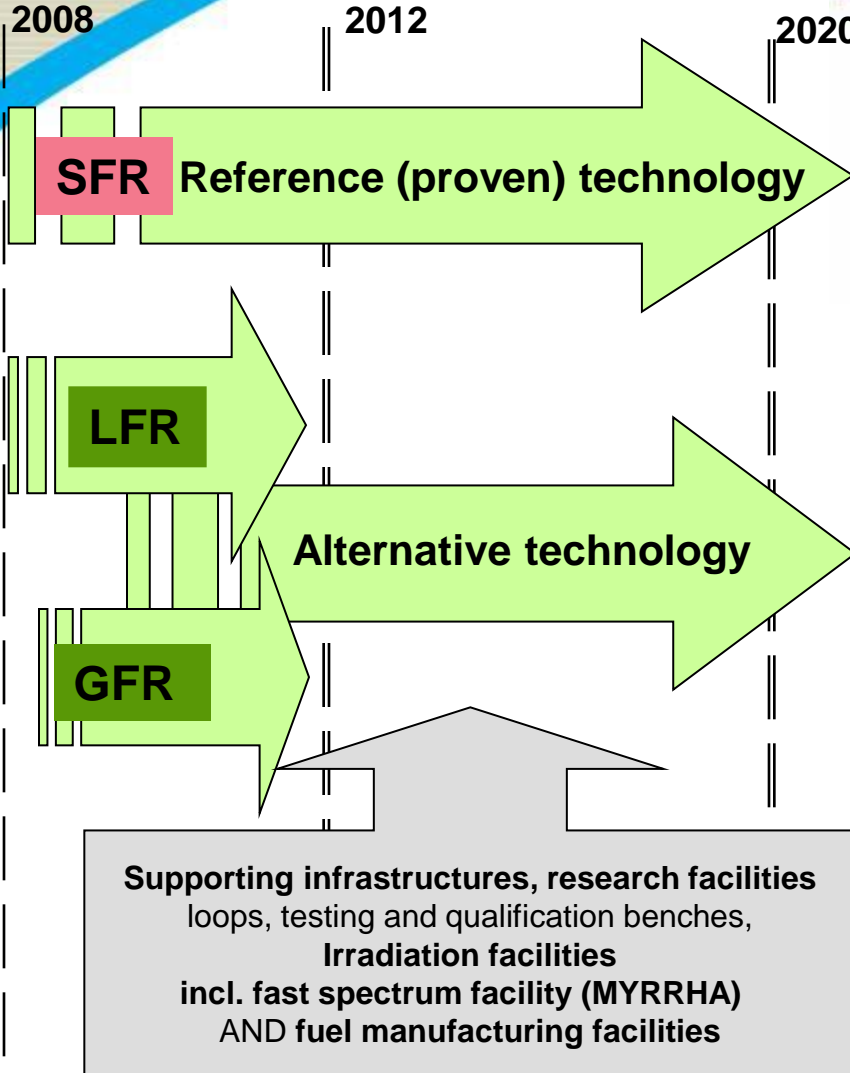 2008
2012
2020
SFR Reference (proven) technology
LFR
Alternative technology
GFR
Supporting infrastructures, research facilities
loops, testing and qualification benches,
Irradiation facilities
incl. fast spectrum facility (MYRRHA)
AND fuel manufacturing facilities